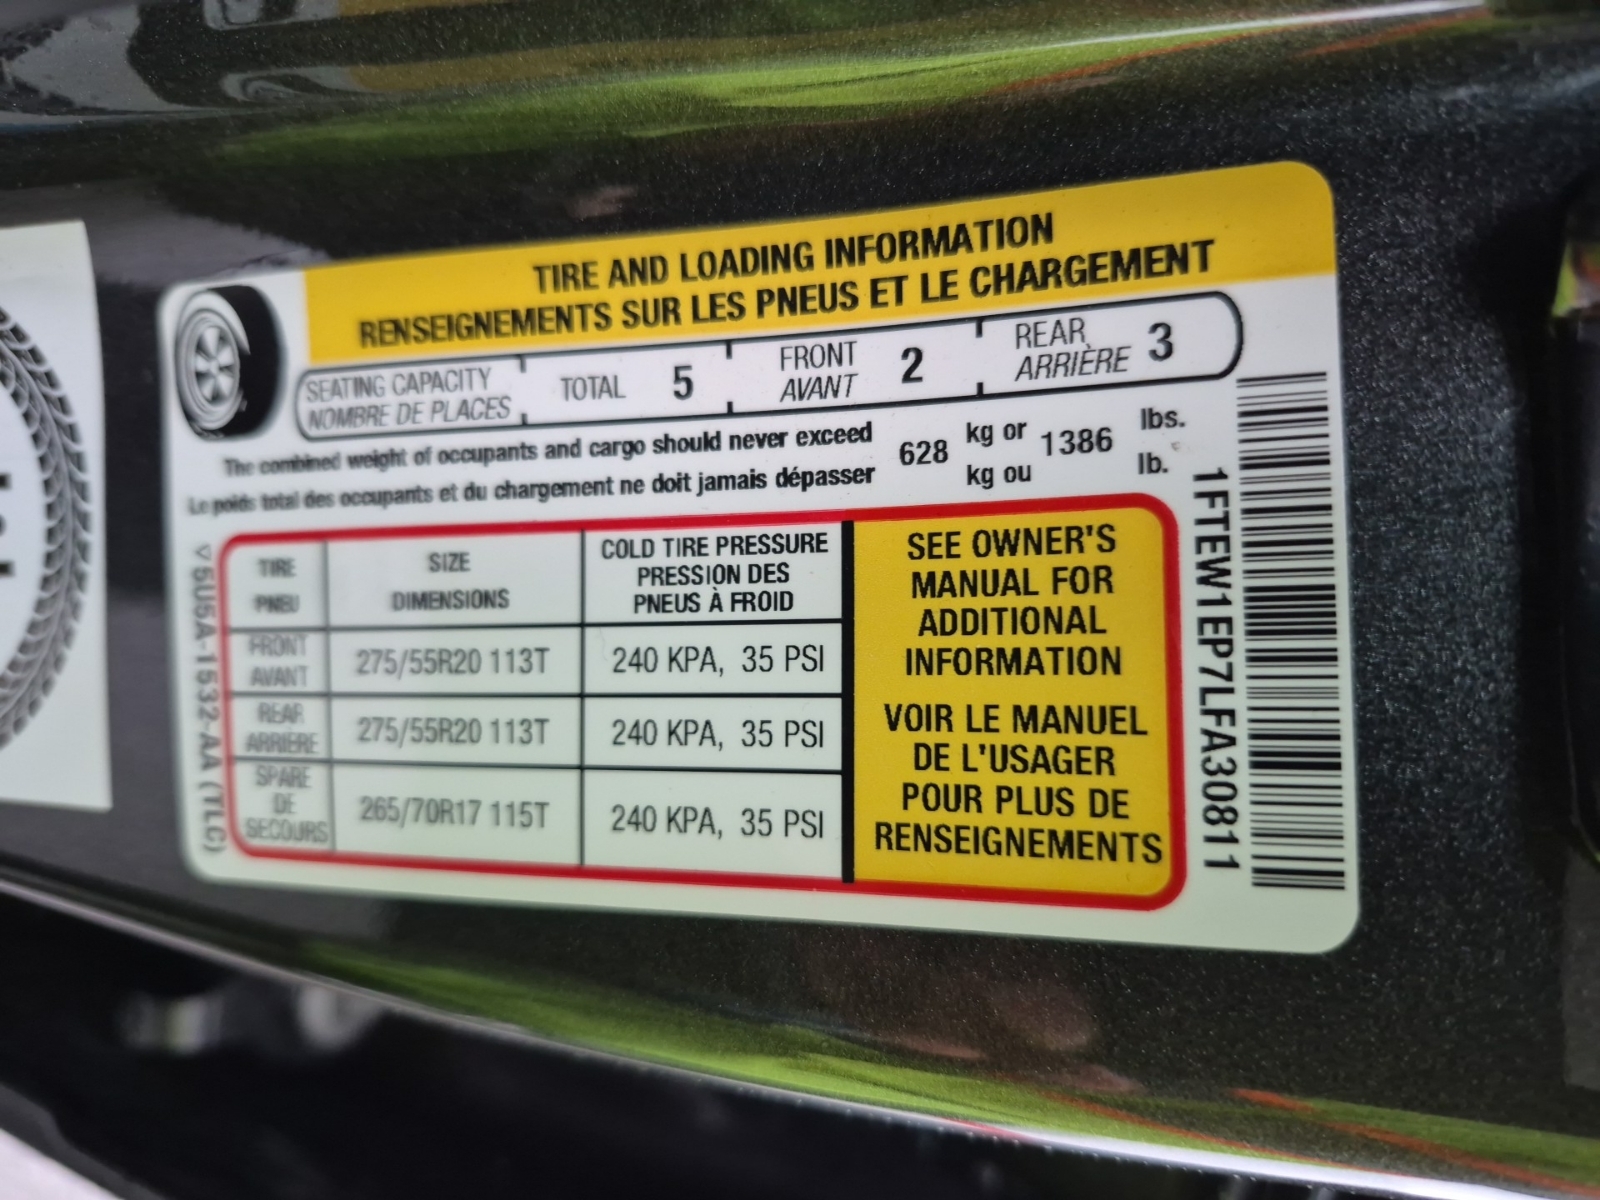 TIRE AND LOADING INFORMATION
RENSEIGNEMENTS SUR LES PNEUS ET LE CHARGEMENT
SEATING CAPACITY
NOMBRE DE PLACES
TOTAL 5
FRONT
AVANT
2
REAR
ARRIÈRE
3
The combined weight of occupants and cargo should never exceed 628 kg or 1386 lbs.
Le poids total des occupants et du chargement ne doit jamais dépasser kg ou lb.
TIRE
PNEU
SIZE
DIMENSIONS
COLD TIRE PRESSURE
PRESSION DES
PNEUS À FROID
FRONT
AVANT
275/55R20 113T
240 KPA, 35 PSI
REAR
ARRIERE
275/55R20 113T
240 KPA, 35 PSI
SPARE
DE
SECOURS
265/70R17 115T
240 KPA, 35 PSI
SEE OWNER'S
MANUAL FOR
ADDITIONAL
INFORMATION
VOIR LE MANUEL
DE L'USAGER
POUR PLUS DE
RENSEIGNEMENTS
1FTEW1EP7LFA30811
5U5A-1532-AA (TLC)